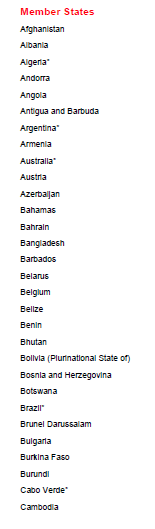 Member States
Afghanistan
Albania
Algeria*
Andorra
Angola
Antigua and Barbuda
Argentina*
Armenia
Australia*
Austria
Azerbaijan
Bahamas
Bahrain
Bangladesh
Barbados
Belarus
Belgium
Belize
Benin
Bhutan
Bolivia (Plurinational State of)
Bosnia and Herzegovina
Botswana
Brazil*
Brunei Darussalam
Bulgaria
Burkina Faso
Burundi
Cabo Verde*
Cambodia